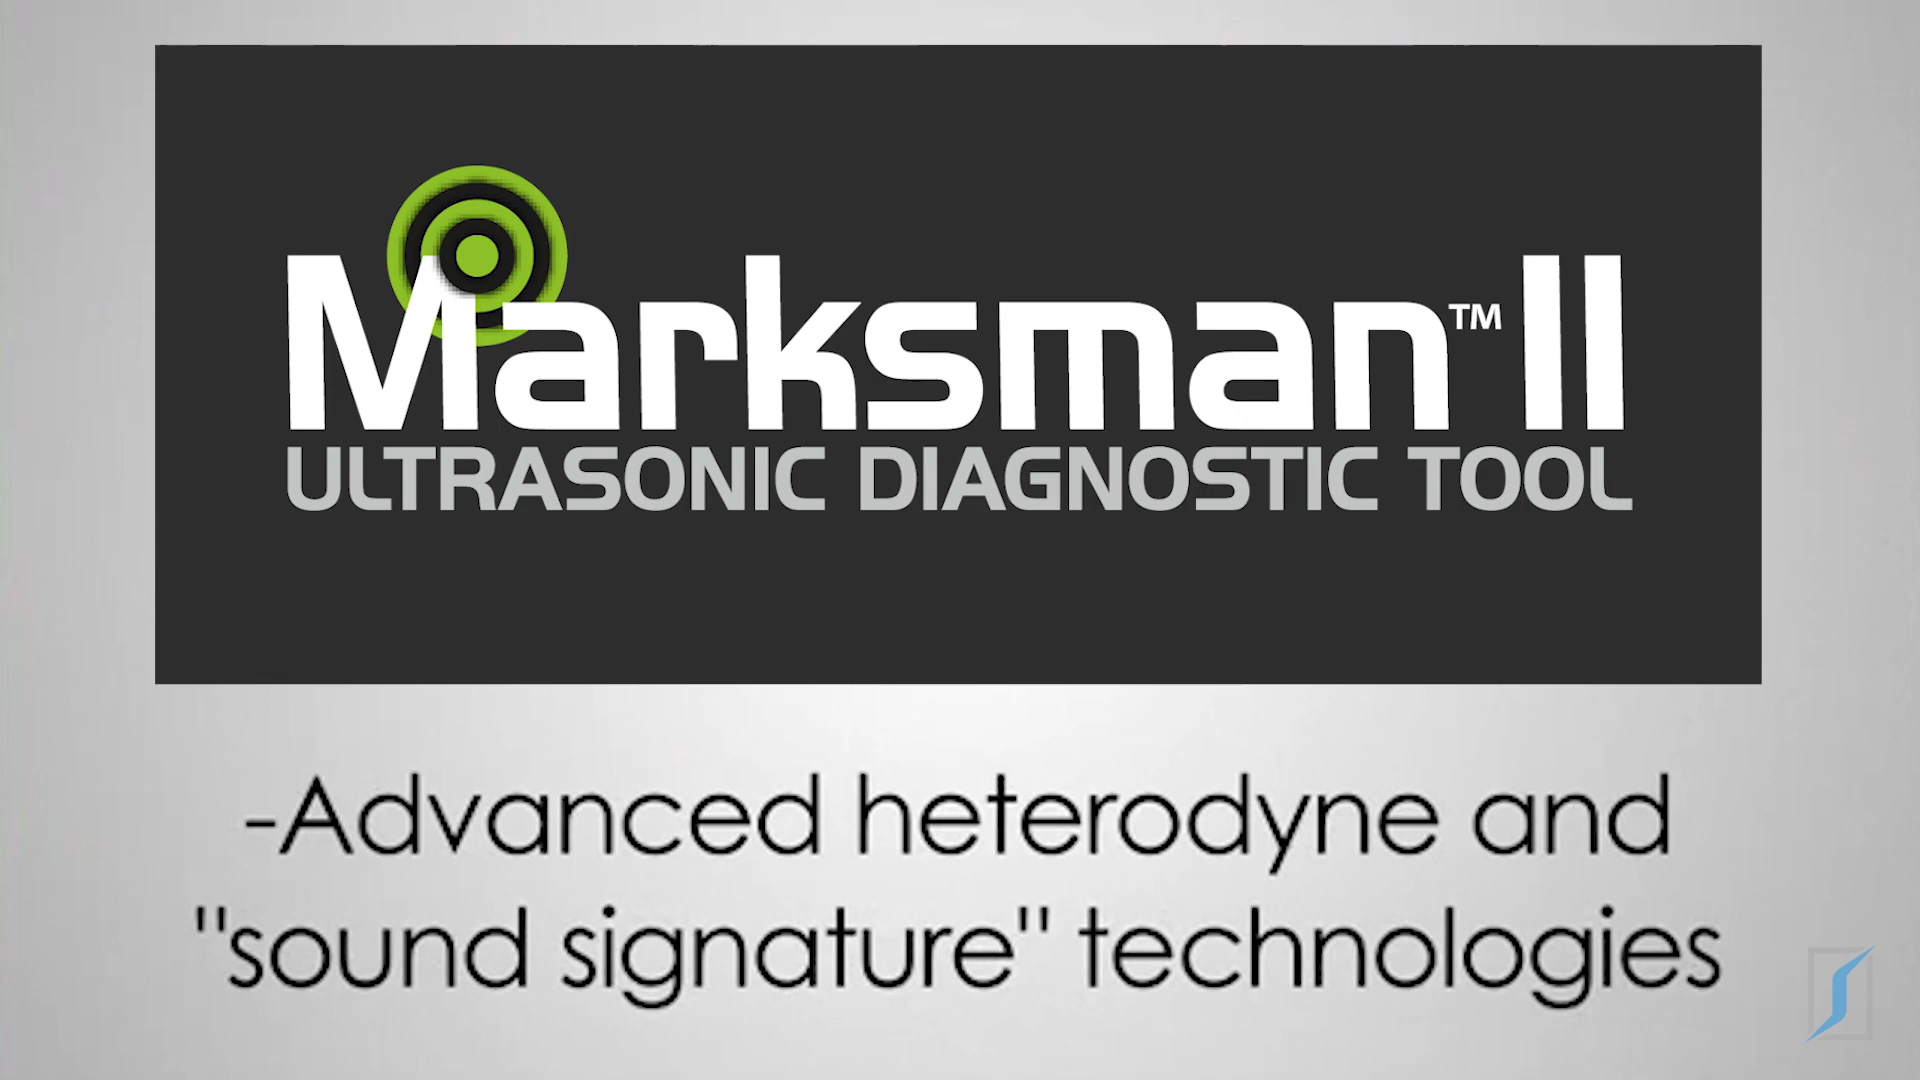 Marksman™ II
ULTRASONIC DIAGNOSTIC TOOL
-Advanced heterodyne and
"sound signature" technologies